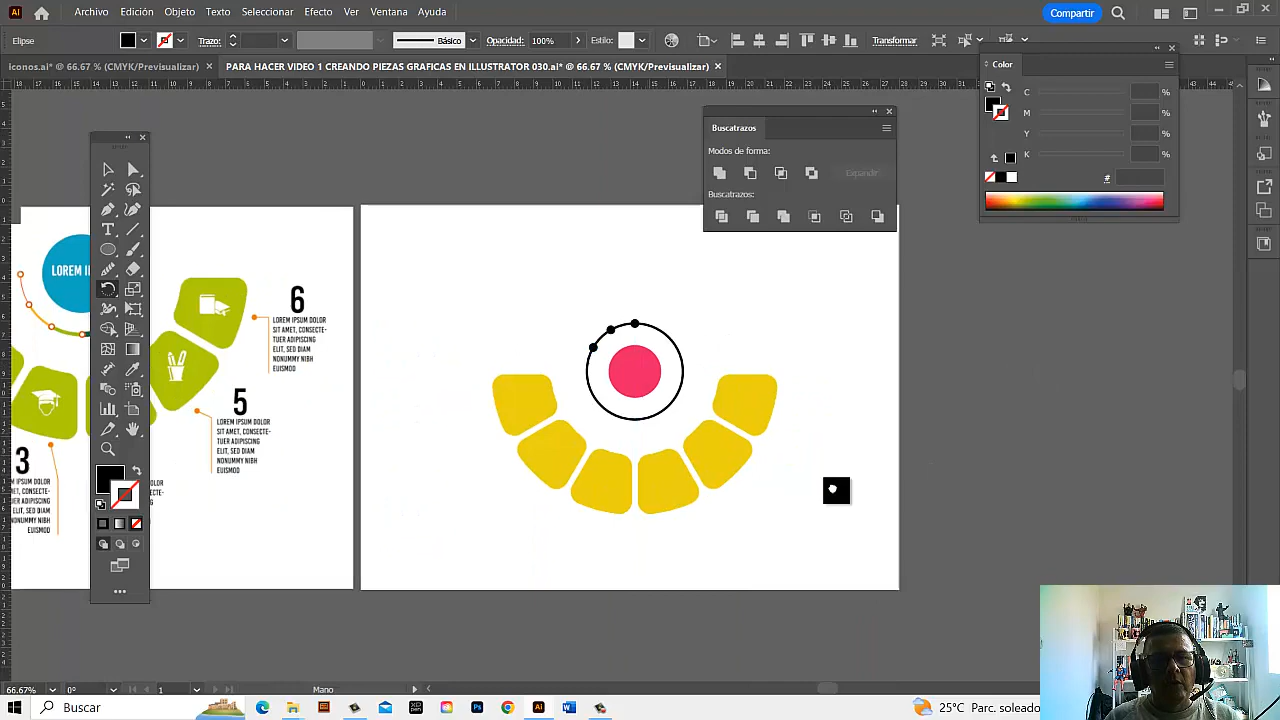 Ai Archivo Edición Objeto Texto Seleccionar Efecto Ver Ventana Ayuda Compartir
Elipse Trazo: Básico Opacidad: 100% Estilo: Transformar
iconos.ai* @ 66.67 % (CMYK/Previsualizar) × PARA HACER VIDEO 1 CREANDO PIEZAS GRAFICAS EN ILLUSTRATOR 030.ai* @ 66.67 % (CMYK/Previsualizar) ×
Color
C %
M %
Y %
K %
#
Buscatrazos
Modos de forma:
Expandir
Buscatrazos:
LOREM I
6
LOREM IPSUM DOLOR
SIT AMET, CONSECTE-
TUER ADIPISCING
ELIT, SED DIAM
NONUMMY NIBH
EUISMOD
5
LOREM IPSUM DOLOR
SIT AMET, CONSECTE-
TUER ADIPISCING
ELIT, SED DIAM
NONUMMY NIBH
EUISMOD
3
M IPSUM DOLOR
T, CONSECTE-
ADIPISCING
SED DIAM
NONUMMY NIBH
EUISMOD
66.67% 0° 1 Mano
Buscar
25°C Parc. soleado